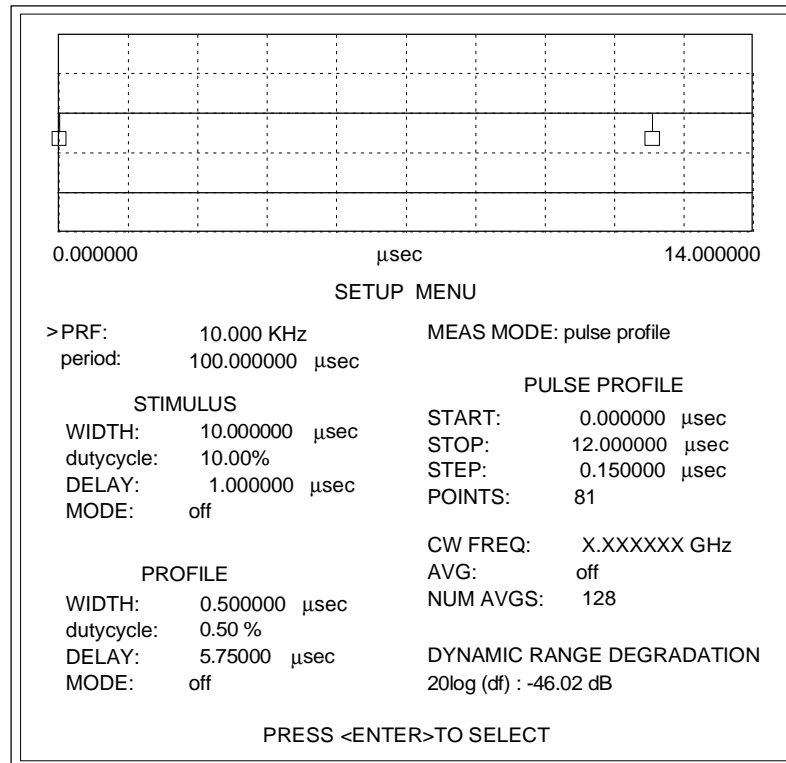 0.000000 μsec 14.000000
SETUP MENU
>PRF: 10.000 KHz
period: 100.000000 μsec
STIMULUS
WIDTH: 10.000000 μsec
dutycycle: 10.00%
DELAY: 1.000000 μsec
MODE: off
PROFILE
WIDTH: 0.500000 μsec
dutycycle: 0.50 %
DELAY: 5.75000 μsec
MODE: off
MEAS MODE: pulse profile
PULSE PROFILE
START: 0.000000 μsec
STOP: 12.000000 μsec
STEP: 0.150000 μsec
POINTS: 81
CW FREQ: X.XXXXXX GHz
AVG: off
NUM AVGS: 128
DYNAMIC RANGE DEGRADATION
20log (df) : -46.02 dB
PRESS <ENTER>TO SELECT